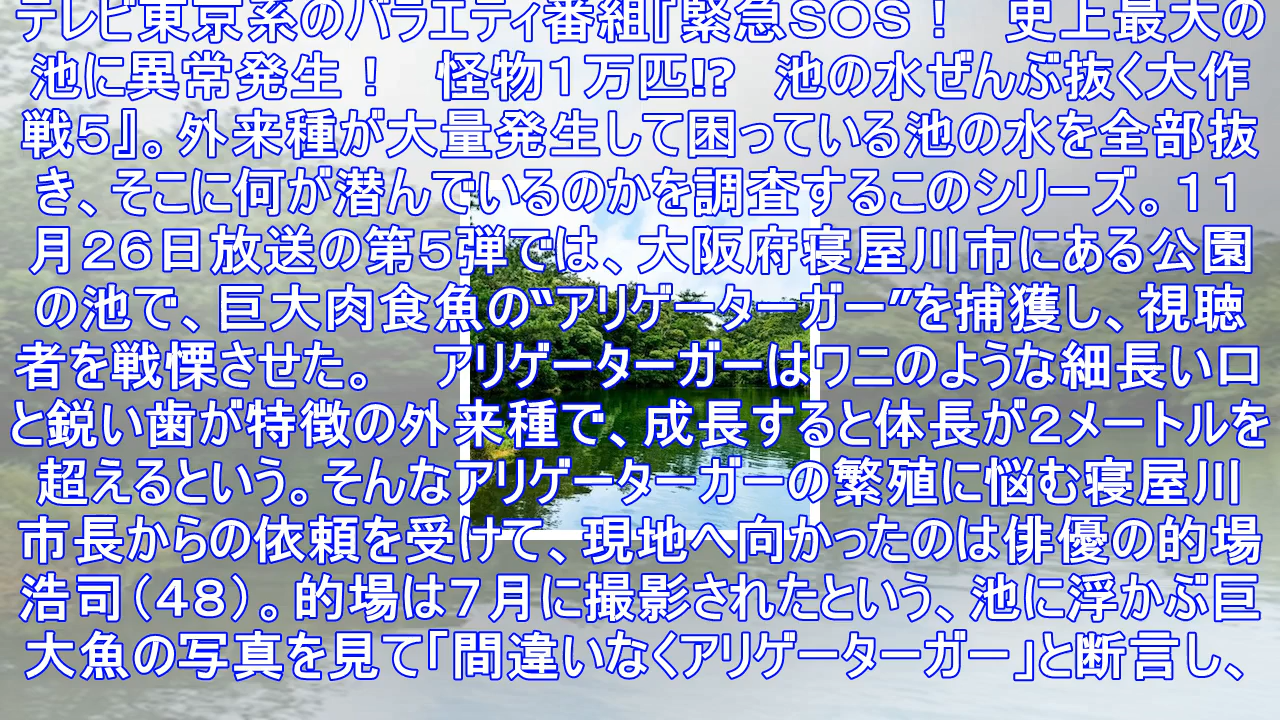 テレビ東京系のバラエティ番組『緊急ＳＯＳ！　史上最大の
池に異常発生！　怪物１万匹!?　池の水ぜんぶ抜く大作
戦５』。外来種が大量発生して困っている池の水を全部抜
き、そこに何が潜んでいるのかを調査するこのシリーズ。１１
月２６日放送の第５弾では、大阪府寝屋川市にある公園
の池で、巨大肉食魚の“アリゲーターガー”を捕獲し、視聴
者を戦慄させた。　アリゲーターガーはワニのような細長い口
と鋭い歯が特徴の外来種で、成長すると体長が２メートルを
超えるという。そんなアリゲーターガーの繁殖に悩む寝屋川
市長からの依頼を受けて、現地へ向かったのは俳優の的場
浩司（４８）。的場は７月に撮影されたという、池に浮かぶ巨
大魚の写真を見て「間違いなくアリゲーターガー」と断言し、